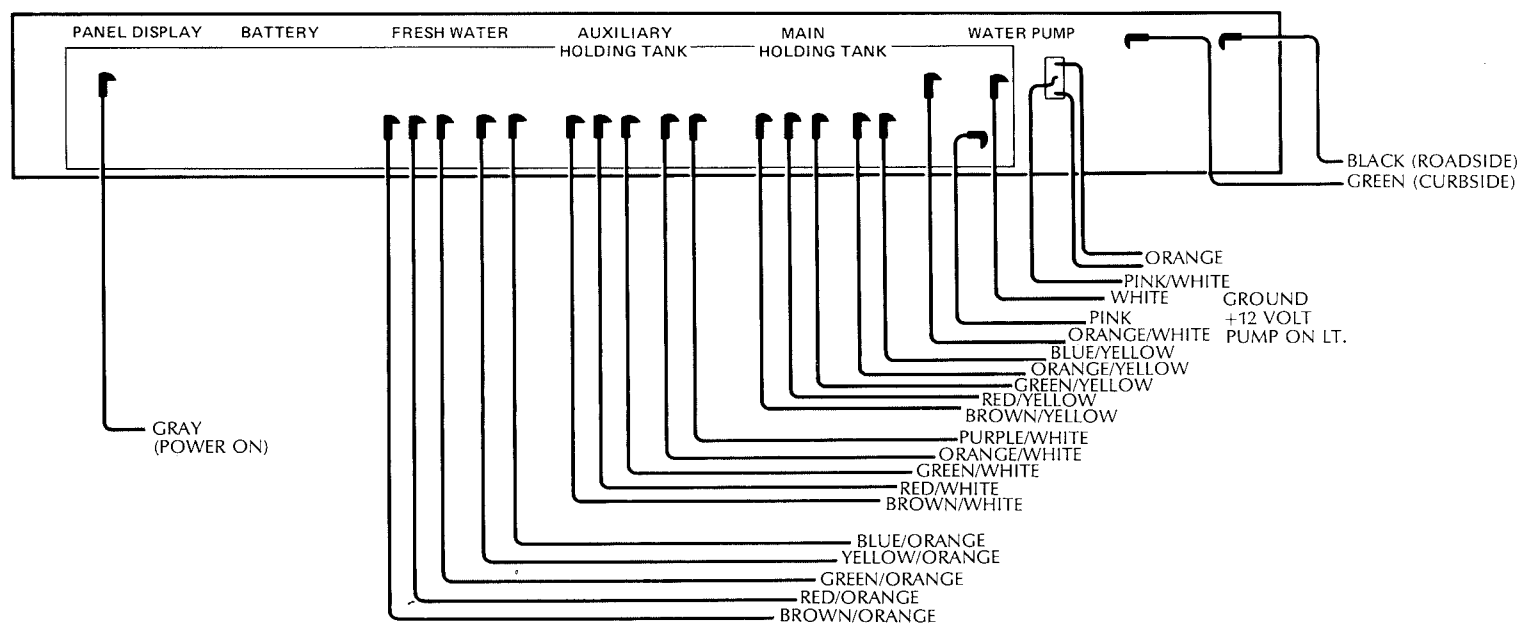 PANEL DISPLAY BATTERY FRESH WATER AUXILIARY MAIN WATER PUMP
HOLDING TANK HOLDING TANK
BLACK (ROADSIDE)
GREEN (CURBSIDE)
ORANGE
PINK/WHITE
WHITE GROUND
PINK +12 VOLT
ORANGE/WHITE PUMP ON LT.
BLUE/YELLOW
ORANGE/YELLOW
GREEN/YELLOW
RED/YELLOW
BROWN/YELLOW
GRAY
(POWER ON)
PURPLE/WHITE
ORANGE/WHITE
GREEN/WHITE
RED/WHITE
BROWN/WHITE
BLUE/ORANGE
YELLOW/ORANGE
GREEN/ORANGE
RED/ORANGE
BROWN/ORANGE